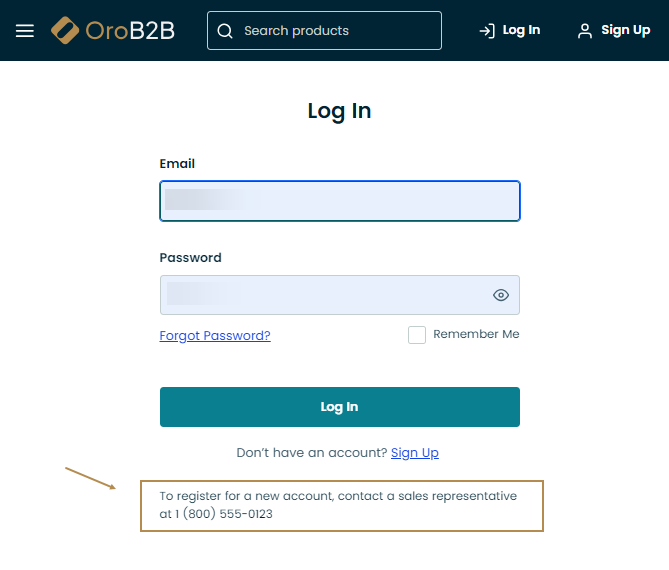 OroB2B
Search products
Log In
Sign Up
Log In
Email
Password
Forgot Password?
Remember Me
Log In
Don't have an account? Sign Up
To register for a new account, contact a sales representative
at 1 (800) 555-0123